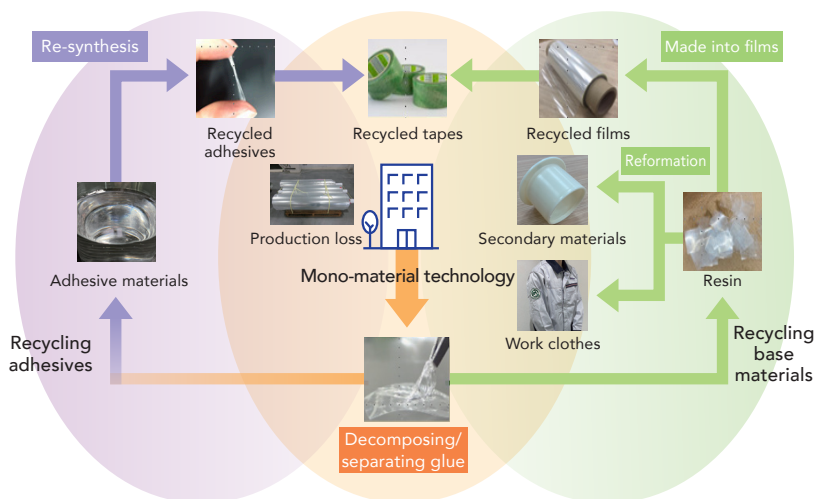 Re-synthesis
Made into films
Recycled
adhesives
Recycled tapes
Recycled films
Reformation
Production loss
Secondary materials
Adhesive materials
Mono-material technology
Resin
Work clothes
Recycling
adhesives
Recycling
base
materials
Decomposing/
separating glue